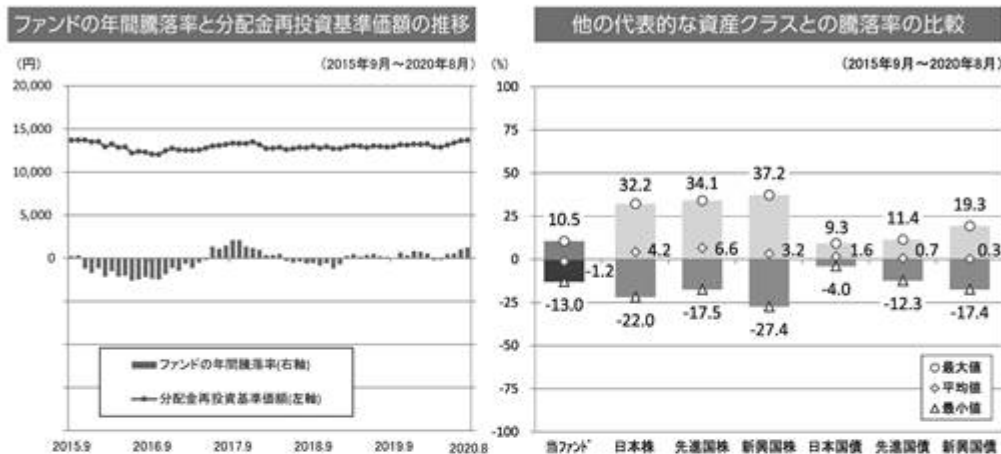 ファンドの年間騰落率と分配金再投資基準価額の推移
(円)
(2015年9月～2020年8月)
20,000
15,000
10,000
5,000
0
ファンドの年間騰落率(右軸)
分配金再投資基準価額(左軸)
2015.9 2016.9 2017.9 2018.9 2019.9 2020.8
他の代表的な資産クラスとの騰落率の比較
(%)
(2015年9月～2020年8月)
100
75
50
25
0
-25
-50
-75
-100
10.5 32.2 34.1 37.2 9.3 11.4 19.3
-1.2 4.2 6.6 3.2 1.6 0.7 0.3
-13.0 -22.0 -17.5 -27.4 -4.0 -12.3 -17.4
最大値
平均値
最小値
当ファンド 日本株 先進国株 新興国株 日本国債 先進国債 新興国債